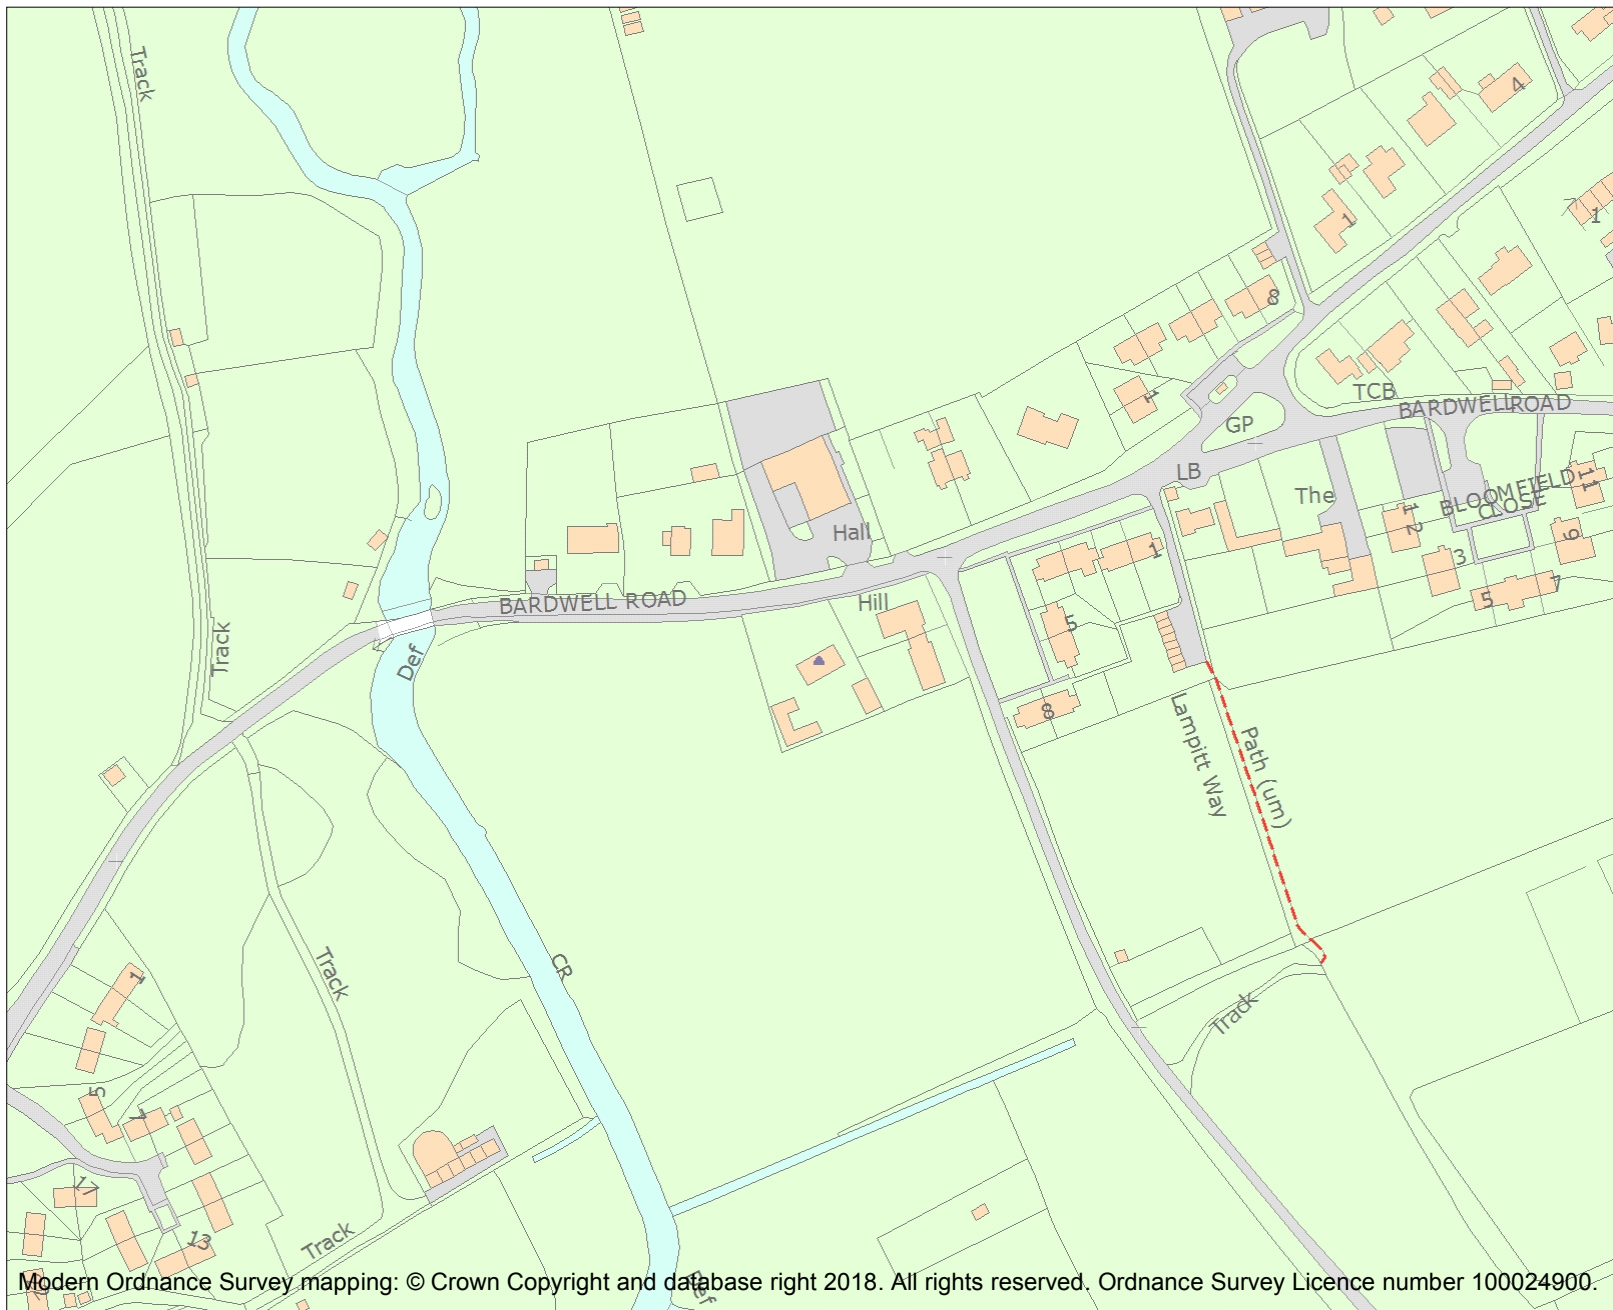 Track
4
1
1
8
1
TCB
BARDWELL ROAD
GP
LB
The
BLOOMFIELD
CLOSE
11
1
2
3
9
5
7
Hall
1
BARDWELL ROAD
Hill
5
8
Def
Track
Lampitt Way
Path (um)
CR
Track
Track
1
5
7
17
13
Track
Def
Modern Ordnance Survey mapping: © Crown Copyright and database right 2018. All rights reserved. Ordnance Survey Licence number 100024900.